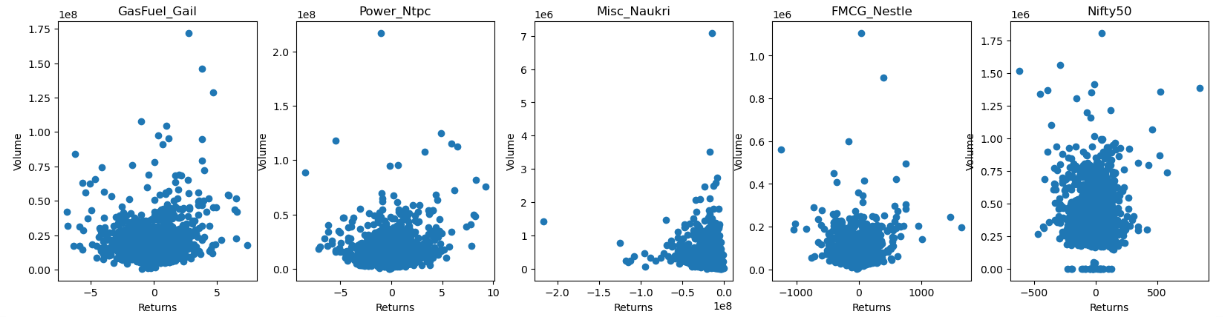 GasFuel_Gail
1e8
1.75
1.50
1.25
1.00
0.75
0.50
0.25
0.00
Volume
-5
0
5
Returns
Power_Ntpc
1e8
2.0
1.5
1.0
0.5
0.0
Volume
-5
0
5
10
Returns
Misc_Naukri
1e6
7
6
5
4
3
2
1
0
Volume
-2.0
-1.5
-1.0
-0.5
0.0
1e8
Returns
FMCG_Nestle
1e6
1.0
0.8
0.6
0.4
0.2
0.0
Volume
-1000
0
1000
Returns
Nifty50
1e6
1.75
1.50
1.25
1.00
0.75
0.50
0.25
0.00
Volume
-500
0
500
Returns